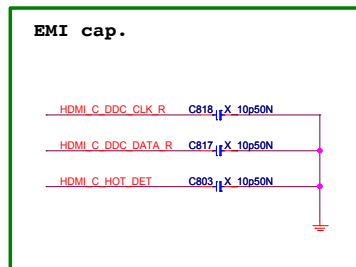 EMI cap.
HDMI_C_DDC_CLK_R C818 X_10p50N
HDMI_C_DDC_DATA_R C817 X_10p50N
HDMI_C_HOT_DET C803 X_10p50N